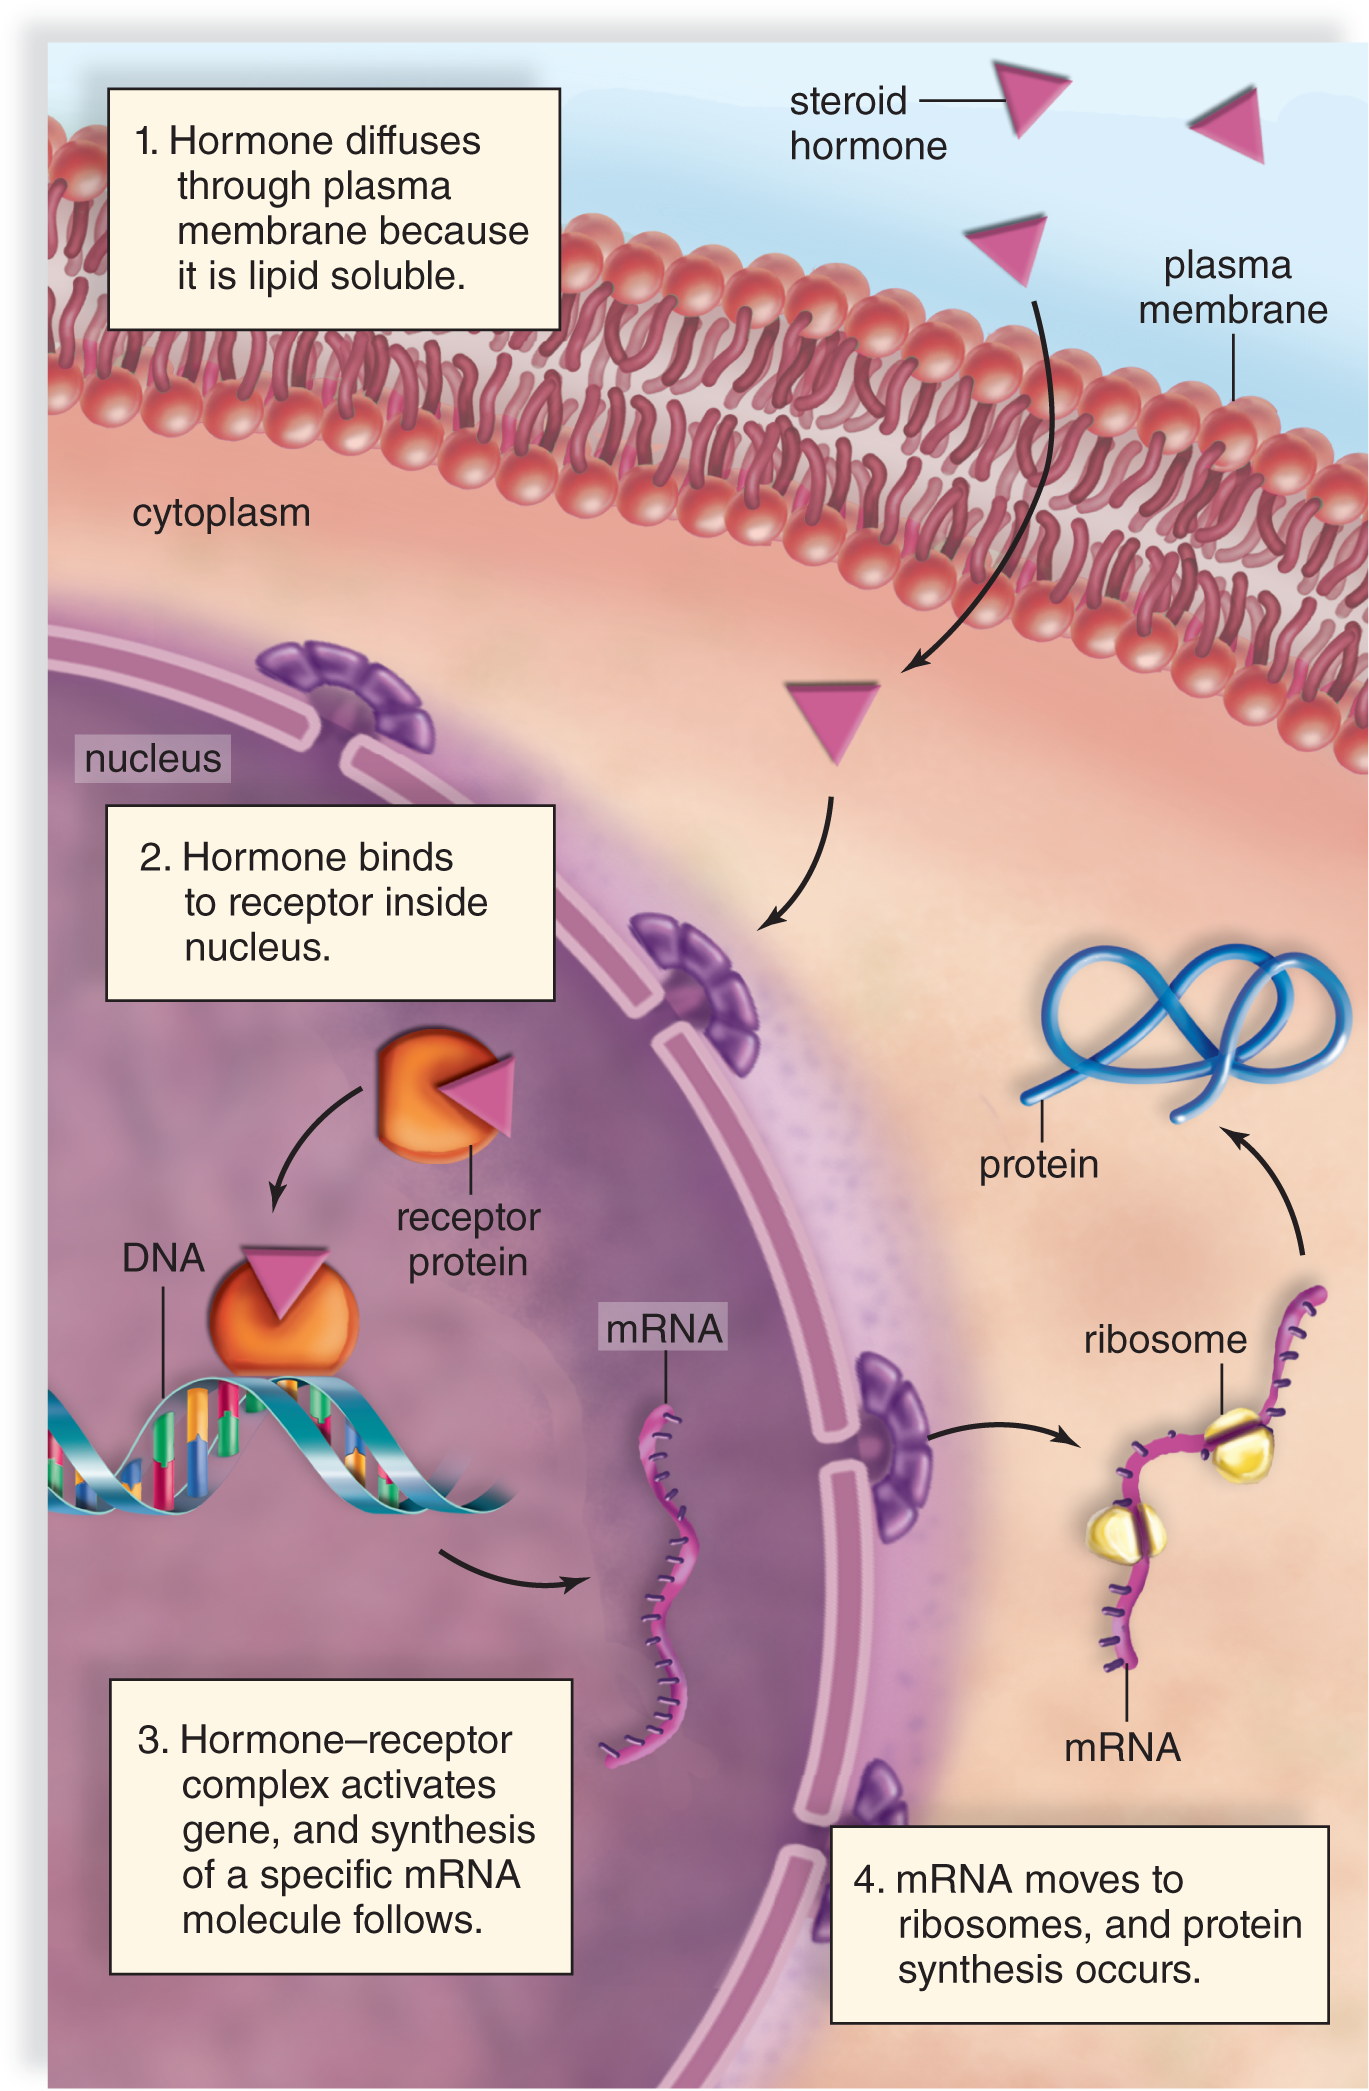 1. Hormone diffuses
through plasma
membrane because
it is lipid soluble.
steroid
hormone
plasma
membrane
cytoplasm
nucleus
2. Hormone binds
to receptor inside
nucleus.
protein
receptor
protein
DNA
mRNA
ribosome
mRNA
3. Hormone–receptor
complex activates
gene, and synthesis
of a specific mRNA
molecule follows.
4. mRNA moves to
ribosomes, and protein
synthesis occurs.